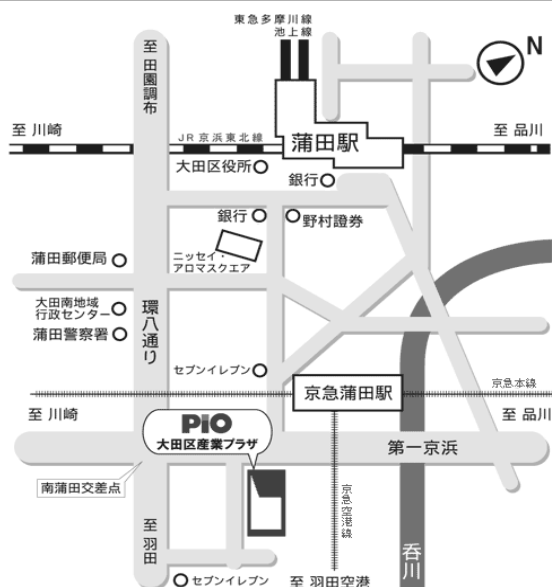 東急多摩川線
池上線
N
至 田園調布
至 川崎
JR京浜東北線
蒲田駅
至 品川
大田区役所
銀行
銀行
野村證券
蒲田郵便局
ニッセイ・
アロマスクエア
大田南地域
行政センター
蒲田警察署
環八通り
セブンイレブン
京急蒲田駅
京急本線
至 川崎
至 品川
PiO
大田区産業プラザ
第一京浜
南蒲田交差点
京急空港線
至 羽田
呑川
セブンイレブン
至 羽田空港